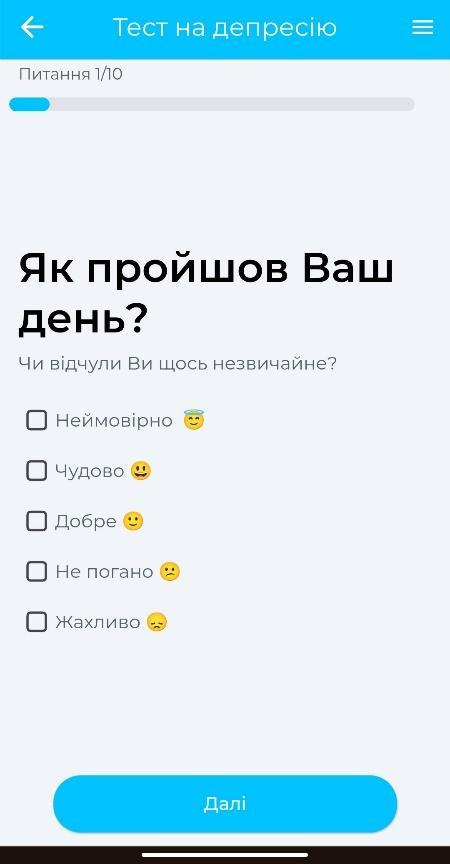 Тест на депресію
Питання 1/10
Як пройшов Ваш
день?
Чи відчули Ви щось незвичайне?
Неймовірно 😇
Чудово 😃
Добре 🙂
Не погано 😕
Жахливо 😞
Далі